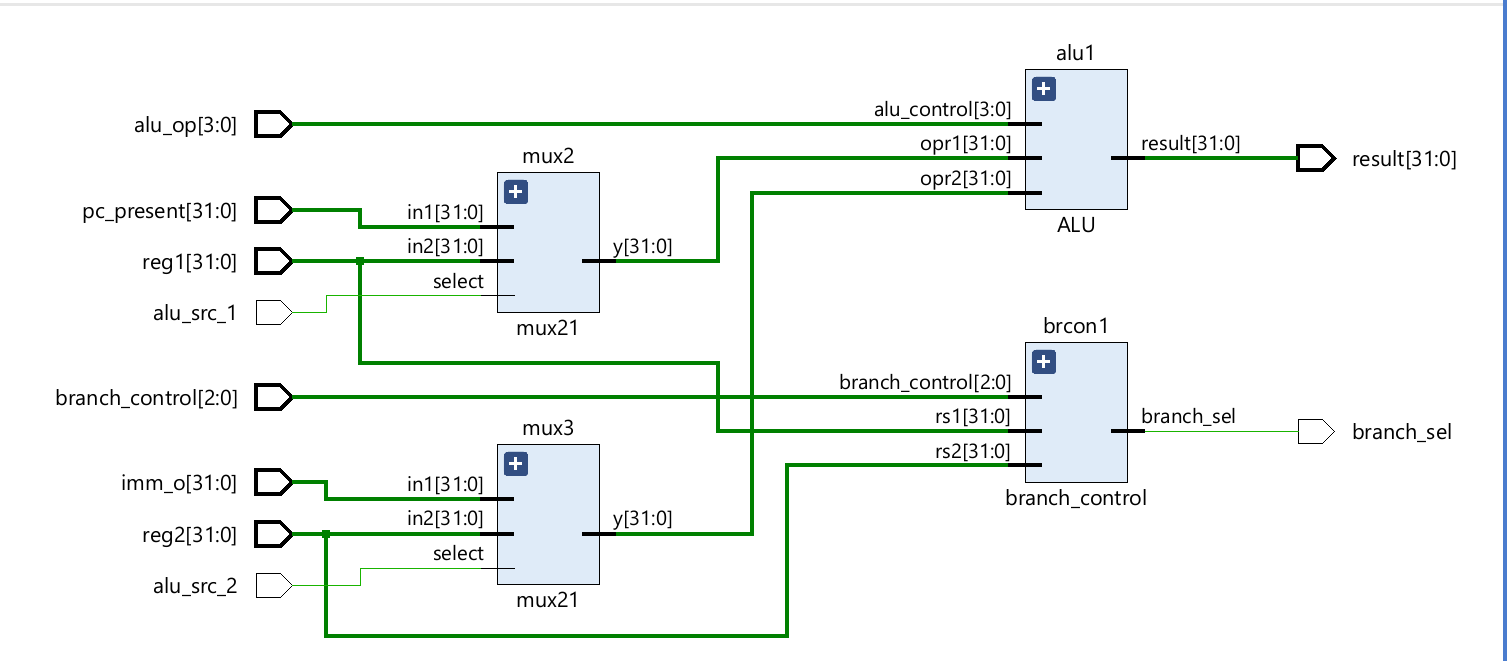 alu1
alu_op[3:0]
alu_control[3:0]
opr1[31:0]
opr2[31:0]
result[31:0]
result[31:0]
ALU
mux2
pc_present[31:0]
reg1[31:0]
alu_src_1
in1[31:0]
in2[31:0]
select
y[31:0]
mux21
brcon1
branch_control[2:0]
branch_control[2:0]
rs1[31:0]
rs2[31:0]
branch_sel
branch_sel
branch_control
mux3
imm_o[31:0]
reg2[31:0]
alu_src_2
in1[31:0]
in2[31:0]
select
y[31:0]
mux21